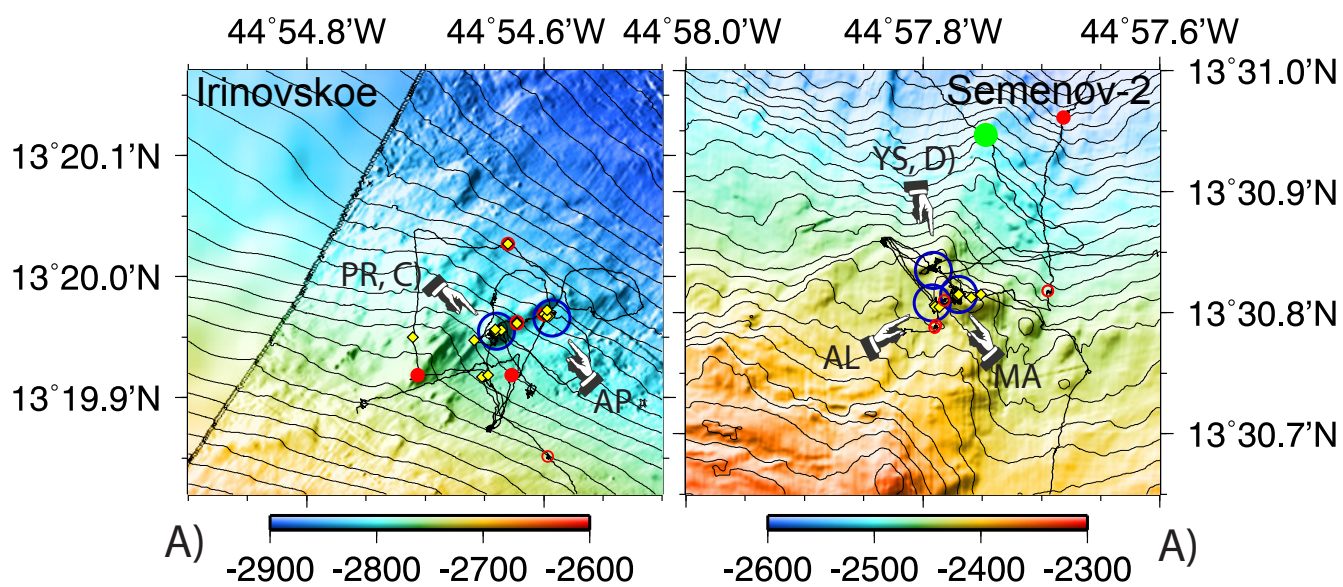 44˚54.8’W 44˚54.6’W 44˚58.0’W 44˚57.8’W 44˚57.6’W
Irinovskoe
Semenov-2
13˚31.0’N
13˚20.1’N
YS, D)
13˚30.9’N
13˚20.0’N
PR, C)
13˚30.8’N
AL
MA
13˚19.9’N
AP
13˚30.7’N
A)
-2900 -2800 -2700 -2600
-2600 -2500 -2400 -2300
A)